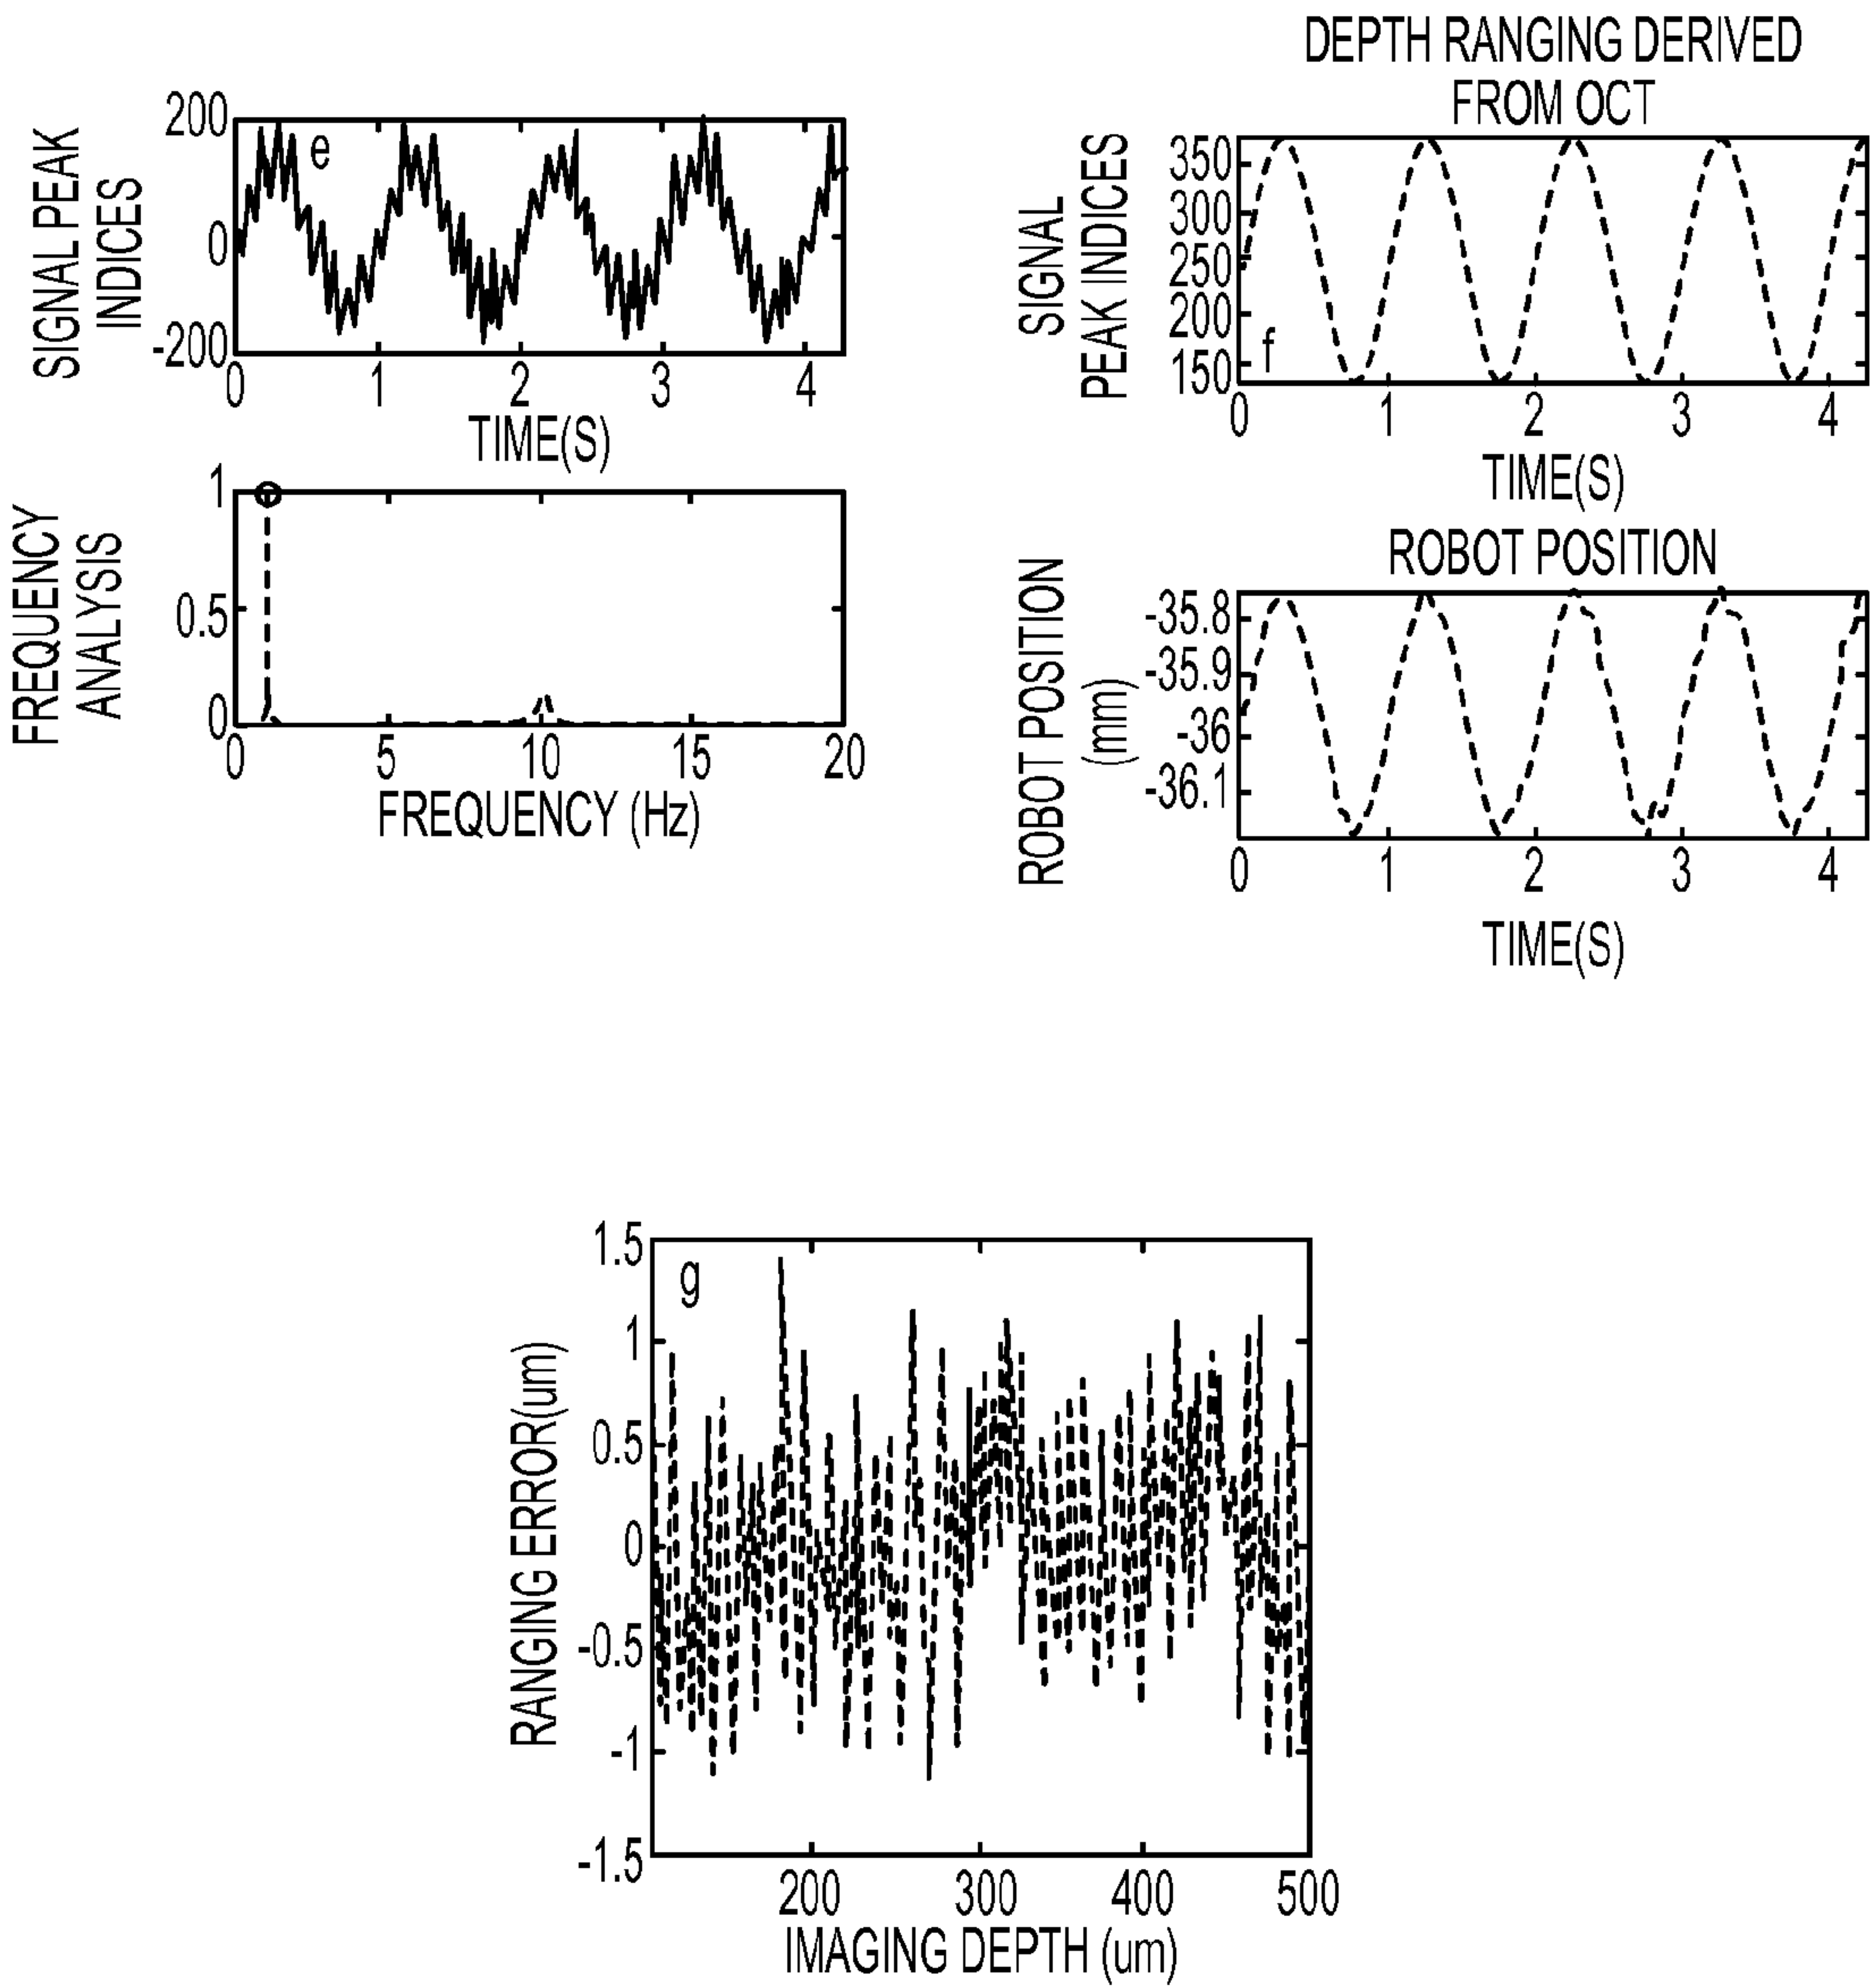 SIGNAL PEAK
INDICES
200
0
-200
e
0 1 2 3 4
TIME(S)
FREQUENCY
ANALYSIS
1
0.5
0
0 5 10 15 20
FREQUENCY (Hz)
DEPTH RANGING DERIVED
FROM OCT
SIGNAL
PEAK INDICES
350
300
250
200
150
f
0 1 2 3 4
TIME(S)
ROBOT POSITION
ROBOT POSITION
(mm)
-35.8
-35.9
-36
-36.1
0 1 2 3 4
TIME(S)
RANGING ERROR(um)
1.5
1
0.5
0
-0.5
-1
-1.5
g
200 300 400 500
IMAGING DEPTH (um)